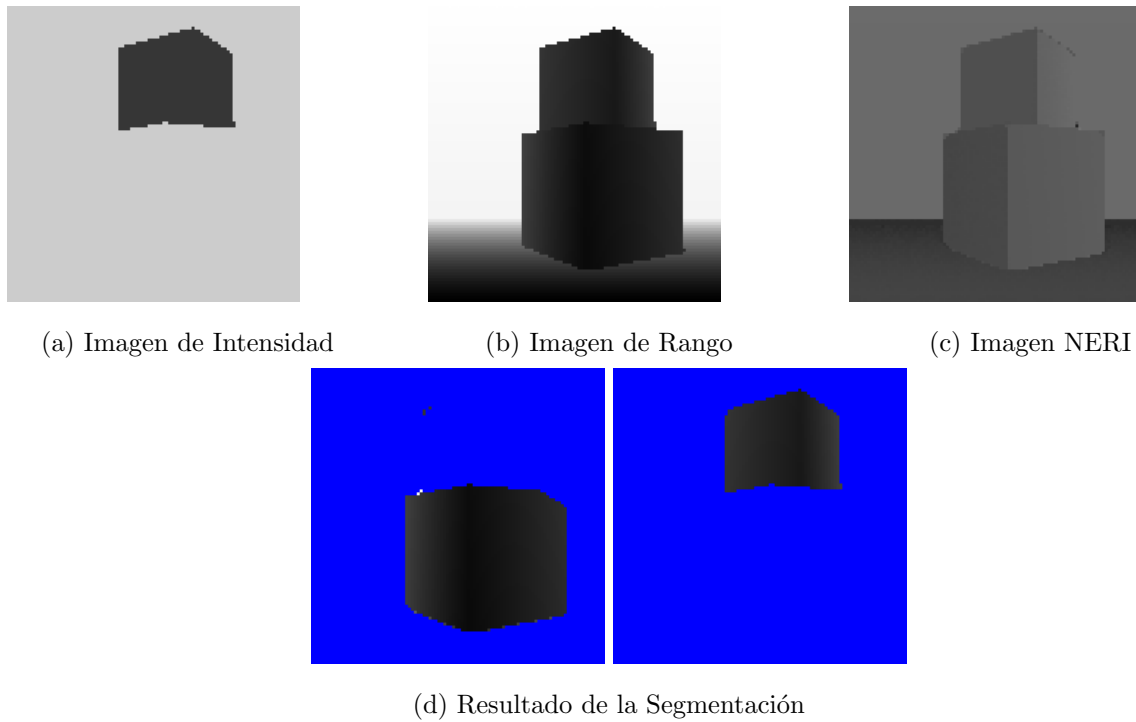 (a) Imagen de Intensidad
(b) Imagen de Rango
(c) Imagen NERI
(d) Resultado de la Segmentación